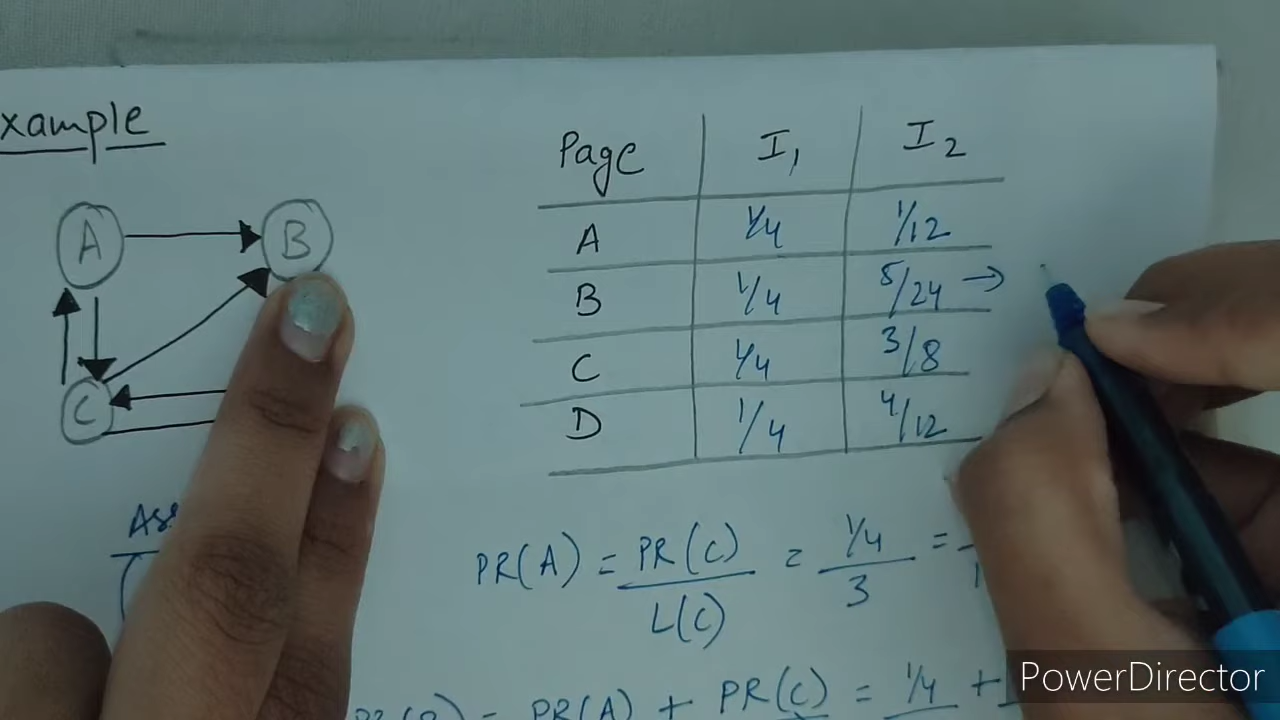 xample
Page I₁ I₂
A 1/4 1/12
B 1/4 5/24 →
C 1/4 3/8
D 1/4 4/12
A B
C
Ass
PR(A) = PR(C) / L(C) = 1/4 / 3 =
PR(A) + PR(C) = 1/4 +
PowerDirector